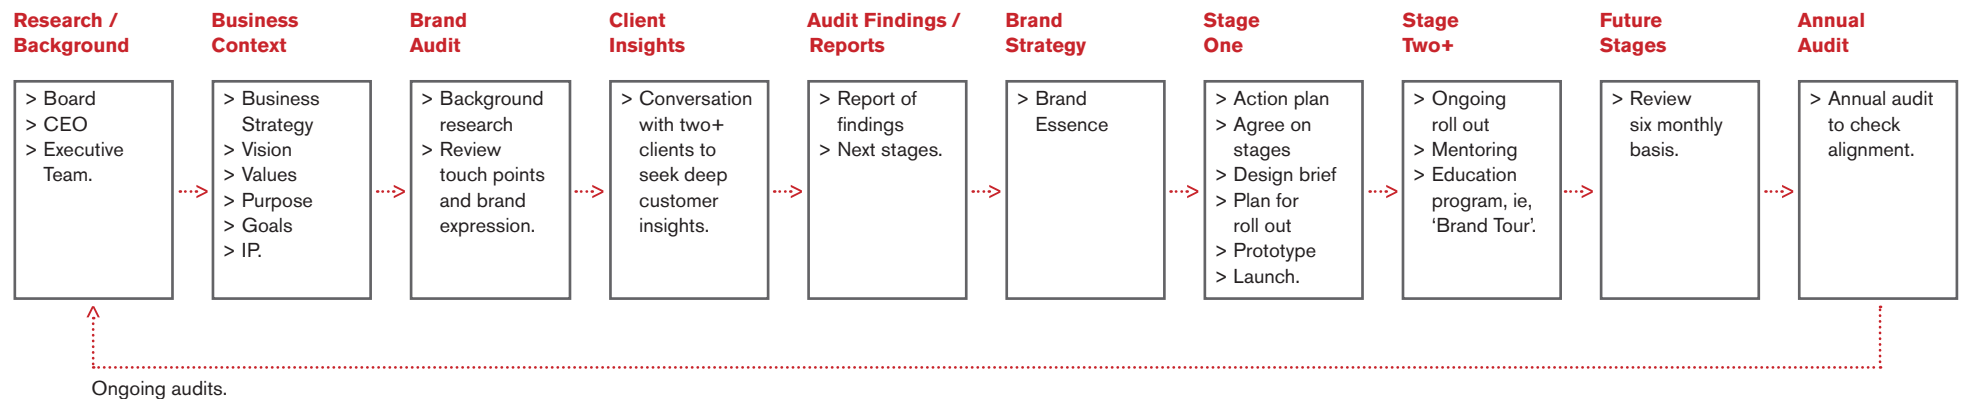 Research /
Background
> Board
> CEO
> Executive
Team.
Business
Context
> Business
Strategy
> Vision
> Values
> Purpose
> Goals
> IP.
Brand
Audit
> Background
research
> Review
touch points
and brand
expression.
Client
Insights
> Conversation
with two+
clients to
seek deep
customer
insights.
Audit Findings /
Reports
> Report of
findings
> Next stages.
Brand
Strategy
> Brand
Essence
Stage
One
> Action plan
> Agree on
stages
> Design brief
> Plan for
roll out
> Prototype
> Launch.
Stage
Two+
> Ongoing
roll out
> Mentoring
> Education
program, ie,
‘Brand Tour’.
Future
Stages
> Review
six monthly
basis.
Annual
Audit
> Annual audit
to check
alignment.
Ongoing audits.